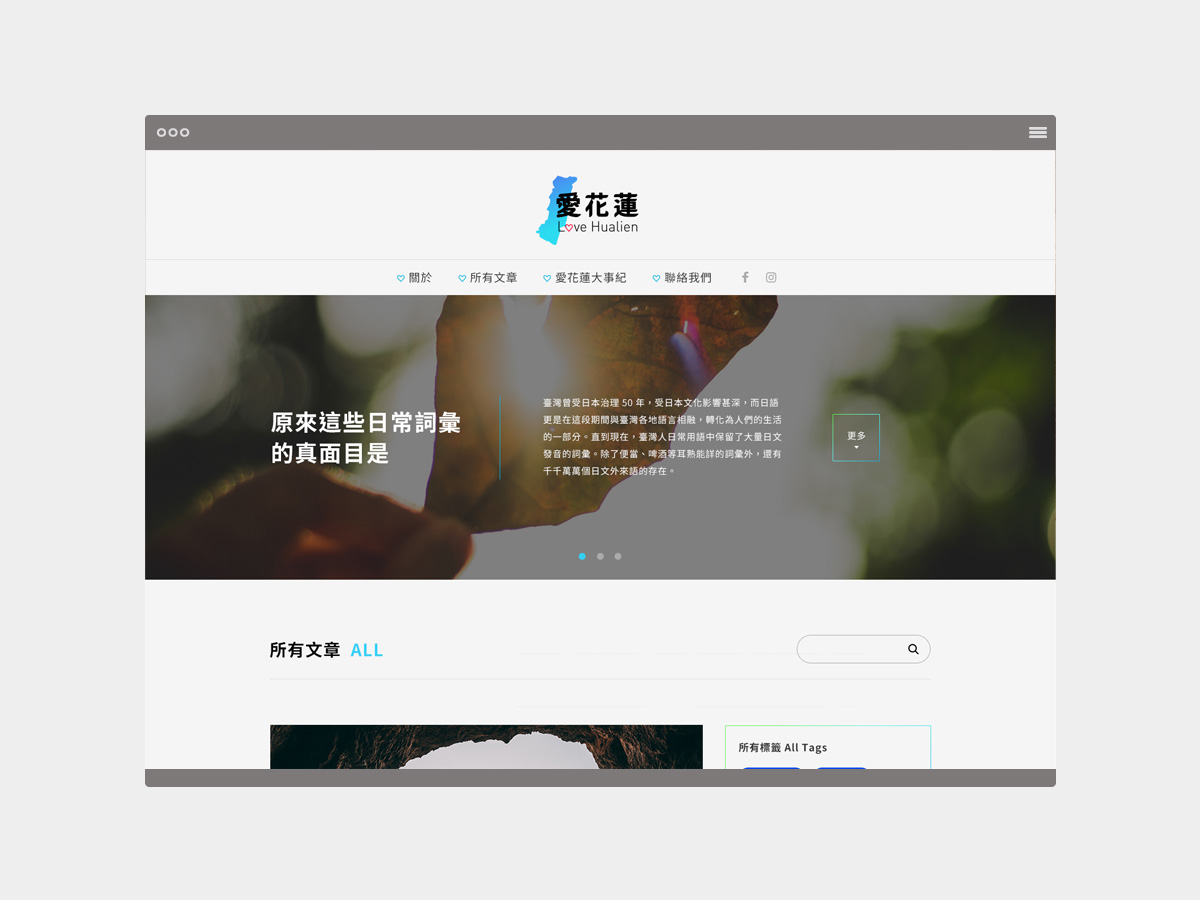 愛花蓮
Love Hualien
關於 所有文章 愛花蓮大事紀 聯絡我們
原來這些日常詞彙
的真面目是
臺灣曾受日本治理 50 年，受日本文化影響甚深，而日語
更是在這段期間與臺灣各地語言相融，轉化為人們的生活
的一部分。直到現在，臺灣人日常用語中保留了大量日文
發音的詞彙。除了便當、啤酒等耳熟能詳的詞彙外，還有
千千萬萬個日文外來語的存在。
更多
所有文章 ALL
所有標籤 All Tags